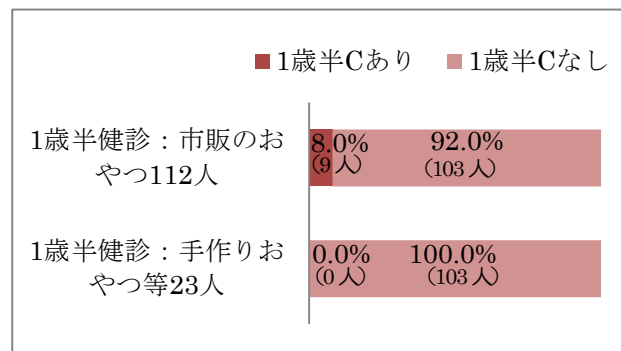 1歳半Cあり 1歳半Cなし
1歳半健診：市販のお
やつ112人
8.0% 92.0%
(9人) (103人)
1歳半健診：手作りお
やつ等23人
0.0% 100.0%
(0人) (103人)